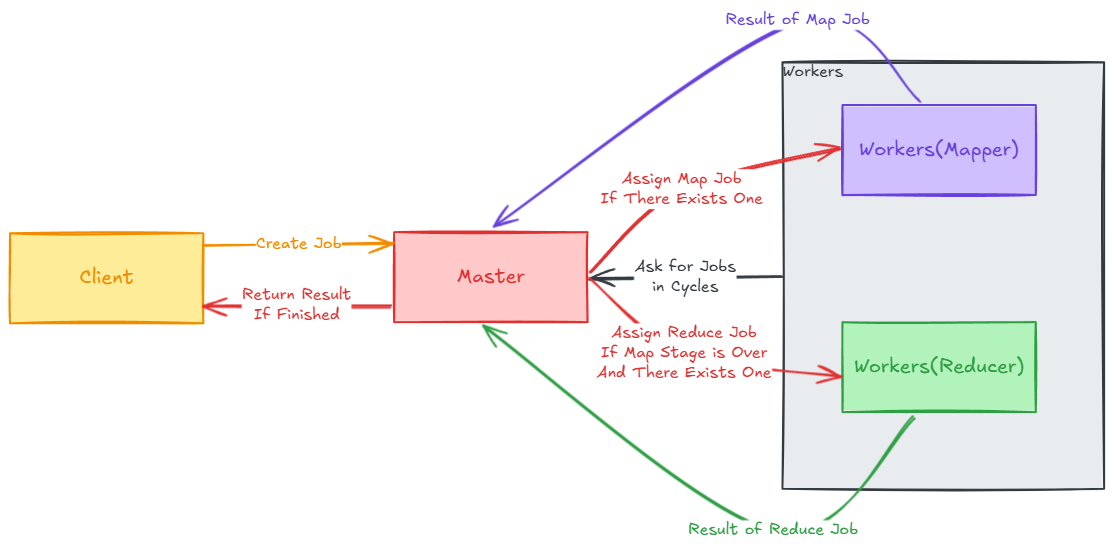 Result of Map Job
Workers
Workers(Mapper)
Assign Map Job
If There Exists One
Create Job
Client
Master
Ask for Jobs
in Cycles
Return Result
If Finished
Assign Reduce Job
If Map Stage is Over
And There Exists One
Workers(Reducer)
Result of Reduce Job